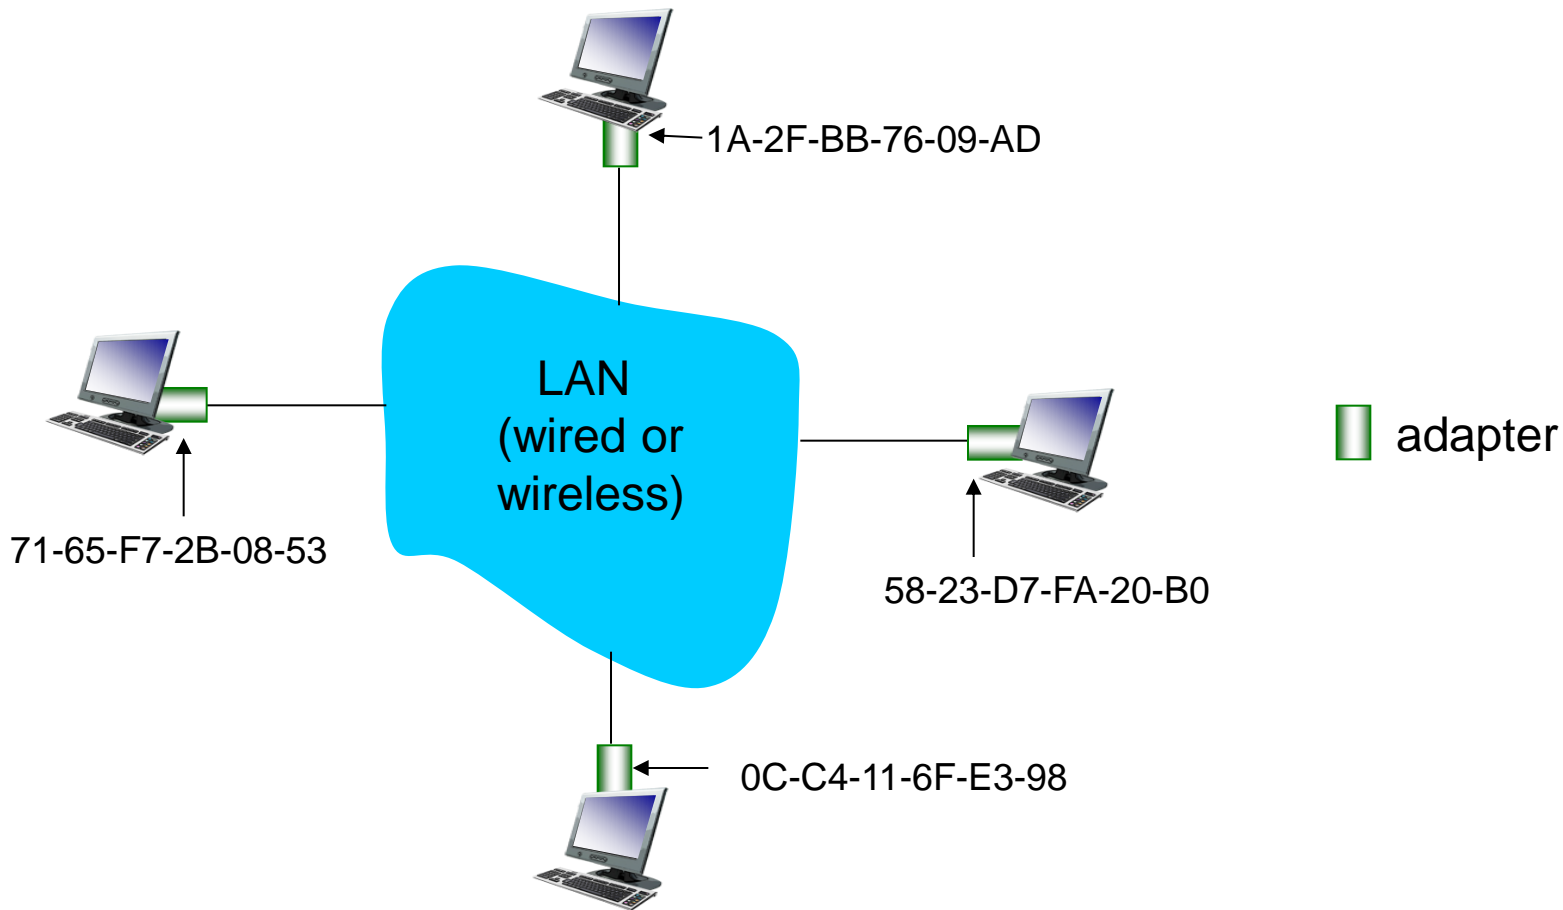 1A-2F-BB-76-09-AD
LAN
(wired or
wireless)
adapter
71-65-F7-2B-08-53
58-23-D7-FA-20-B0
0C-C4-11-6F-E3-98